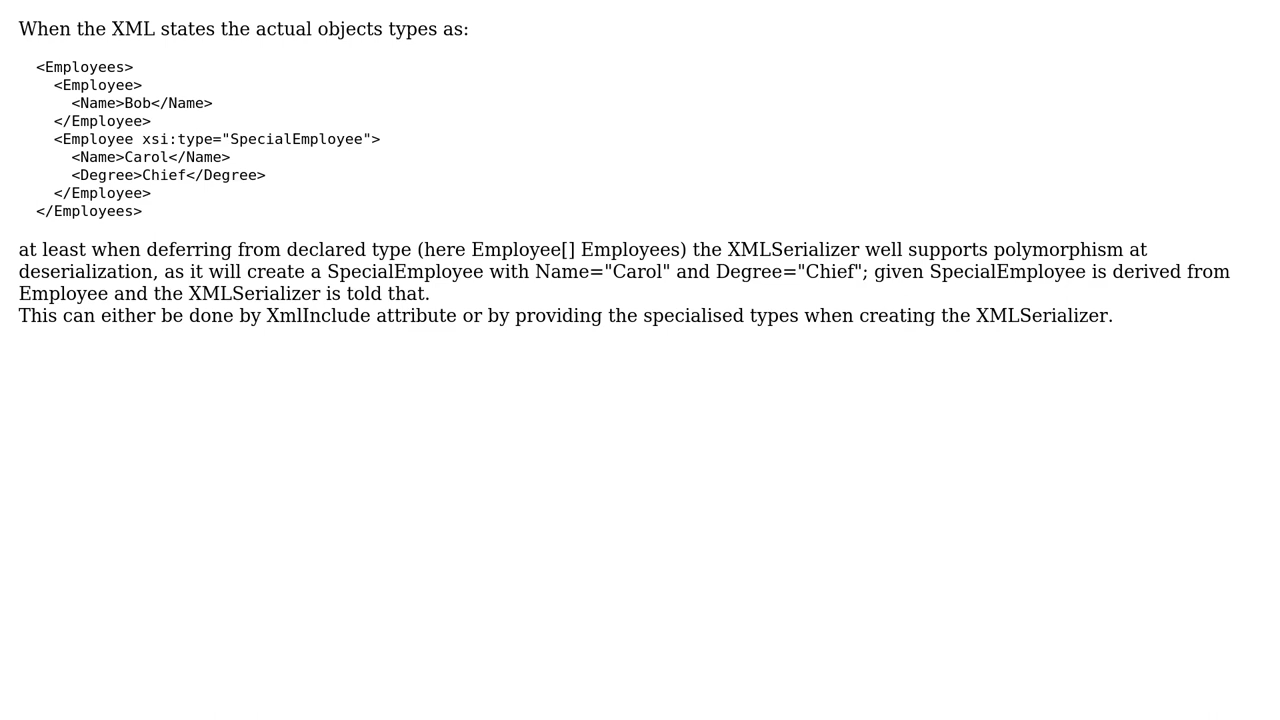 When the XML states the actual objects types as:
<Employees>
<Employee>
<Name>Bob</Name>
</Employee>
<Employee xsi:type="SpecialEmployee">
<Name>Carol</Name>
<Degree>Chief</Degree>
</Employee>
</Employees>
at least when deferring from declared type (here Employee[] Employees) the XMLSerializer well supports polymorphism at
deserialization, as it will create a SpecialEmployee with Name="Carol" and Degree="Chief"; given SpecialEmployee is derived from
Employee and the XMLSerializer is told that.
This can either be done by XmlInclude attribute or by providing the specialised types when creating the XMLSerializer.